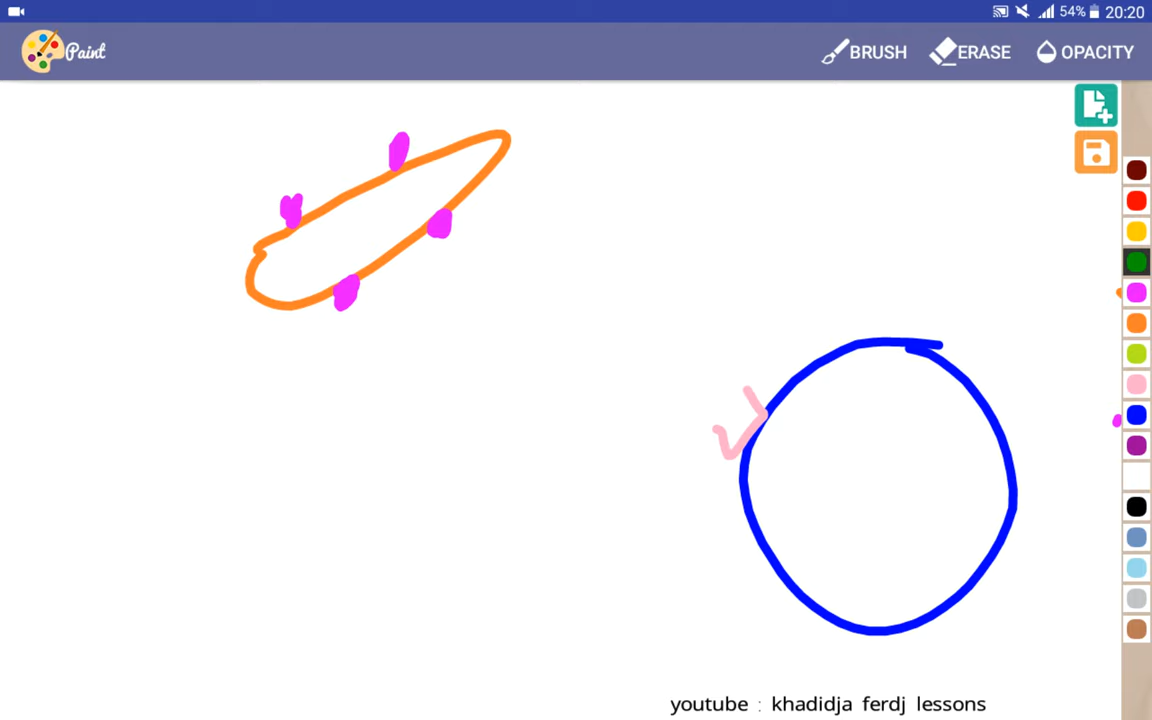 54% 20:20
Paint BRUSH ERASE OPACITY
youtube : khadidja ferdj lessons